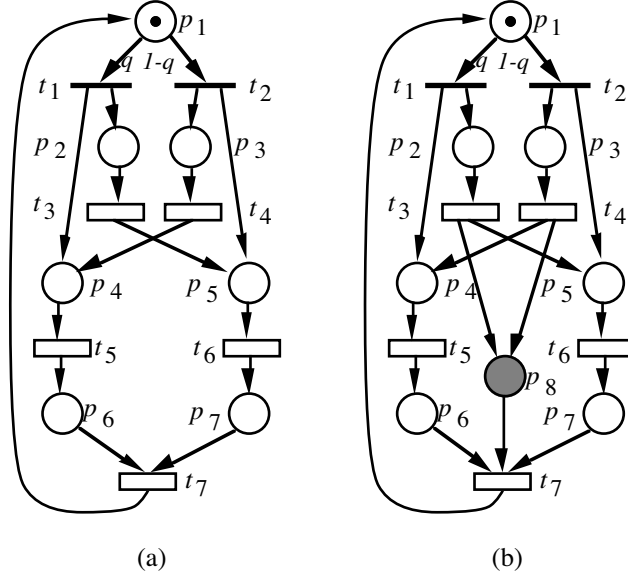 p1 p1
q 1-q q 1-q
t1 t2 t1 t2
p2 p3 p2 p3
t3 t4 t3 t4
p4 p5 p4 p5
t5 t6 t5 t6
p8
p6 p7 p6 p7
t7 t7
(a) (b)